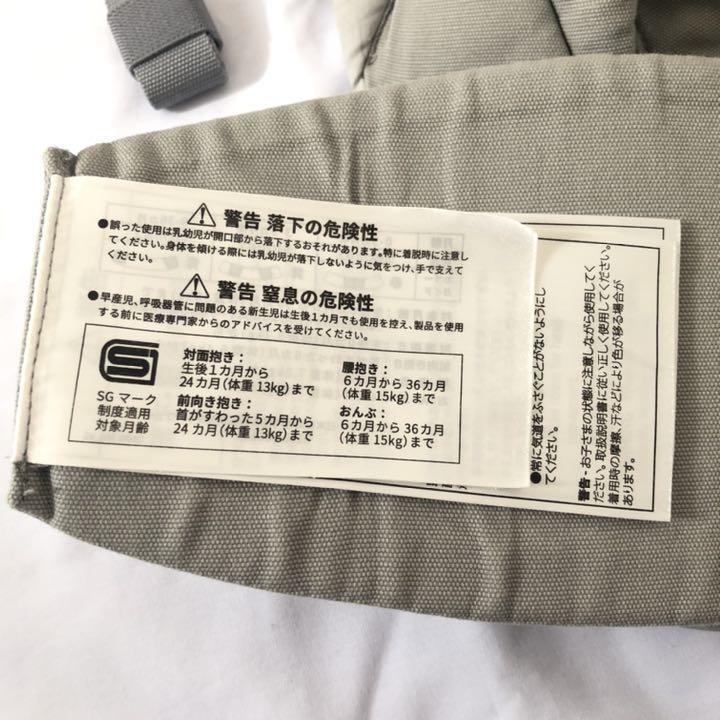 ⚠ 警告 落下の危険性
●誤った使用は乳幼児が開口部から落下するおそれがあります。特に着脱時に注意し
てください。身体を傾ける際には乳幼児が落下しないように気をつけ、手で支えて
ください。
⚠ 警告 窒息の危険性
●早産児、呼吸器管に問題のある新生児は生後1カ月でも使用を控え、製品を使用
する前に医療専門家からのアドバイスを受けてください。
SG マーク
制度適用
対象月齢
対面抱き:
生後1カ月から
24カ月(体重13kg)まで
前向き抱き:
首がすわった5カ月から
24カ月(体重13kg)まで
腰抱き:
6カ月から36カ月
(体重15kg)まで
おんぶ:
6カ月から36カ月
(体重15kg)まで
●常に気道をふさぐことがないようにし
てください。
警告-お子さまの状態に注意しながら使用してく
ださい。取扱説明書に従い正しく使用してください。
着用時の摩擦、汗などにより色が移る場合が
あります。